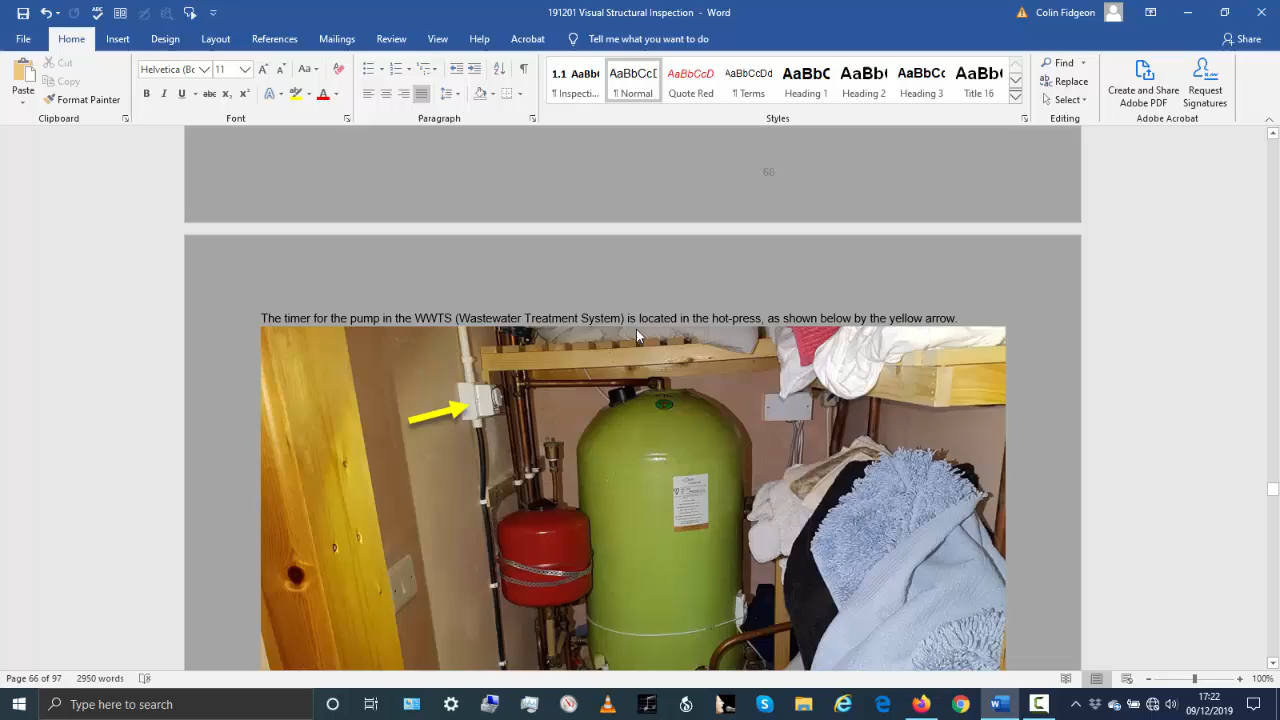 191201 Visual Structural Inspection - Word
Colin Fidgeon
File Home Insert Design Layout References Mailings Review View Help Acrobat Tell me what you want to do Share
Paste
Cut
Copy
Format Painter
Clipboard
Helvetica (Bc 11
Font
Paragraph
1.1 AaBb( AaBbCcD AaBbCcD AaBbCcDd AaBbC AaBb( AaBbC AaB
¶ Inspecti... ¶ Normal Quote Red ¶ Terms Heading 1 Heading 2 Heading 3 Title 16
Styles
Find
Replace
Select
Editing
Create and Share Adobe PDF
Request Signatures
Adobe Acrobat
66
The timer for the pump in the WWTS (Wastewater Treatment System) is located in the hot-press, as shown below by the yellow arrow.
Page 66 of 97 2950 words
100%
Type here to search
17:22
09/12/2019